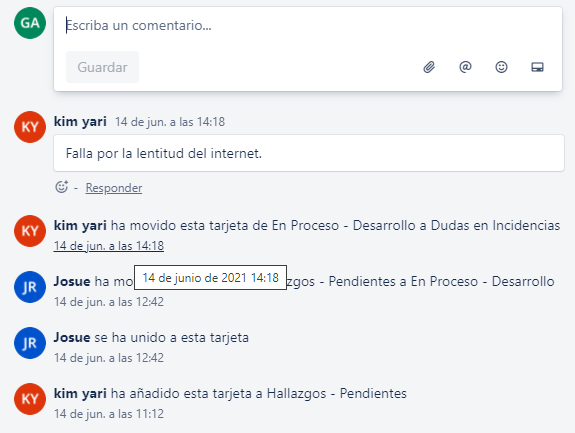 GA
Escriba un comentario...
Guardar
KY
kim yari 14 de jun. a las 14:18
Falla por la lentitud del internet.
- Responder
KY
kim yari ha movido esta tarjeta de En Proceso - Desarrollo a Dudas en Incidencias
14 de jun. a las 14:18
14 de junio de 2021 14:18
JR
Josue ha mo zgos - Pendientes a En Proceso - Desarrollo
14 de jun. a las 12:42
JR
Josue se ha unido a esta tarjeta
14 de jun. a las 12:42
KY
kim yari ha añadido esta tarjeta a Hallazgos - Pendientes
14 de jun. a las 11:12